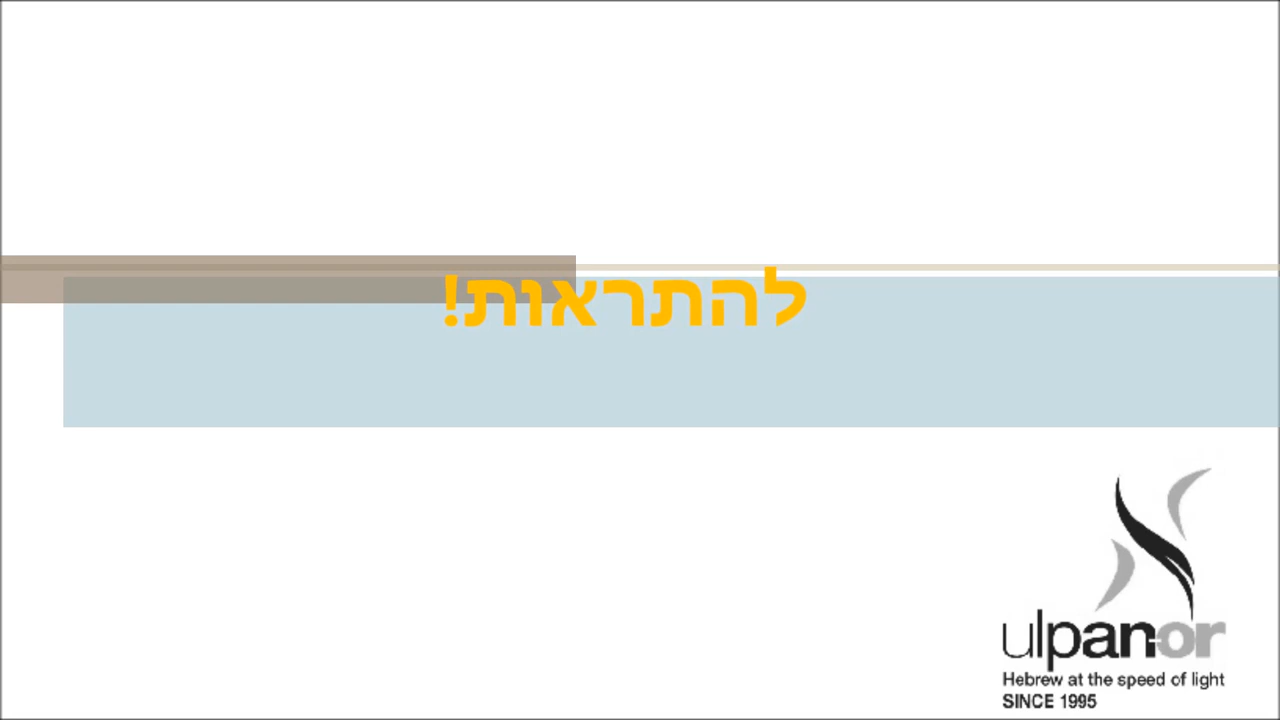 להתראות!
ulpan-or
Hebrew at the speed of light
SINCE 1995